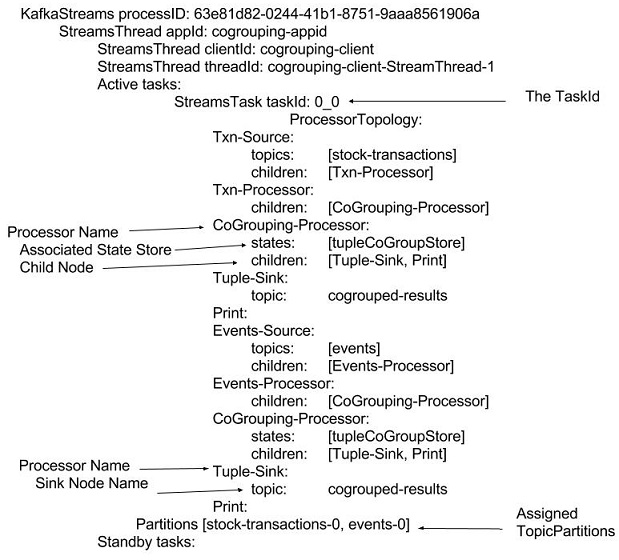 KafkaStreams processID: 63e81d82-0244-41b1-8751-9aaa8561906a
StreamsThread appId: cogrouping-appid
StreamsThread clientId: cogrouping-client
StreamsThread threadId: cogrouping-client-StreamThread-1
Active tasks:
StreamsTask taskId: 0_0 The TaskId
ProcessorTopology:
Txn-Source:
topics: [stock-transactions]
children: [Txn-Processor]
Txn-Processor:
children: [CoGrouping-Processor]
Processor Name CoGrouping-Processor:
Associated State Store states: [tupleCoGroupStore]
Child Node children: [Tuple-Sink, Print]
Tuple-Sink:
topic: cogrouped-results
Print:
Events-Source:
topics: [events]
children: [Events-Processor]
Events-Processor:
children: [CoGrouping-Processor]
CoGrouping-Processor:
states: [tupleCoGroupStore]
children: [Tuple-Sink, Print]
Processor Name Tuple-Sink:
Sink Node Name topic: cogrouped-results
Print:
Partitions [stock-transactions-0, events-0] Assigned
TopicPartitions
Standby tasks: